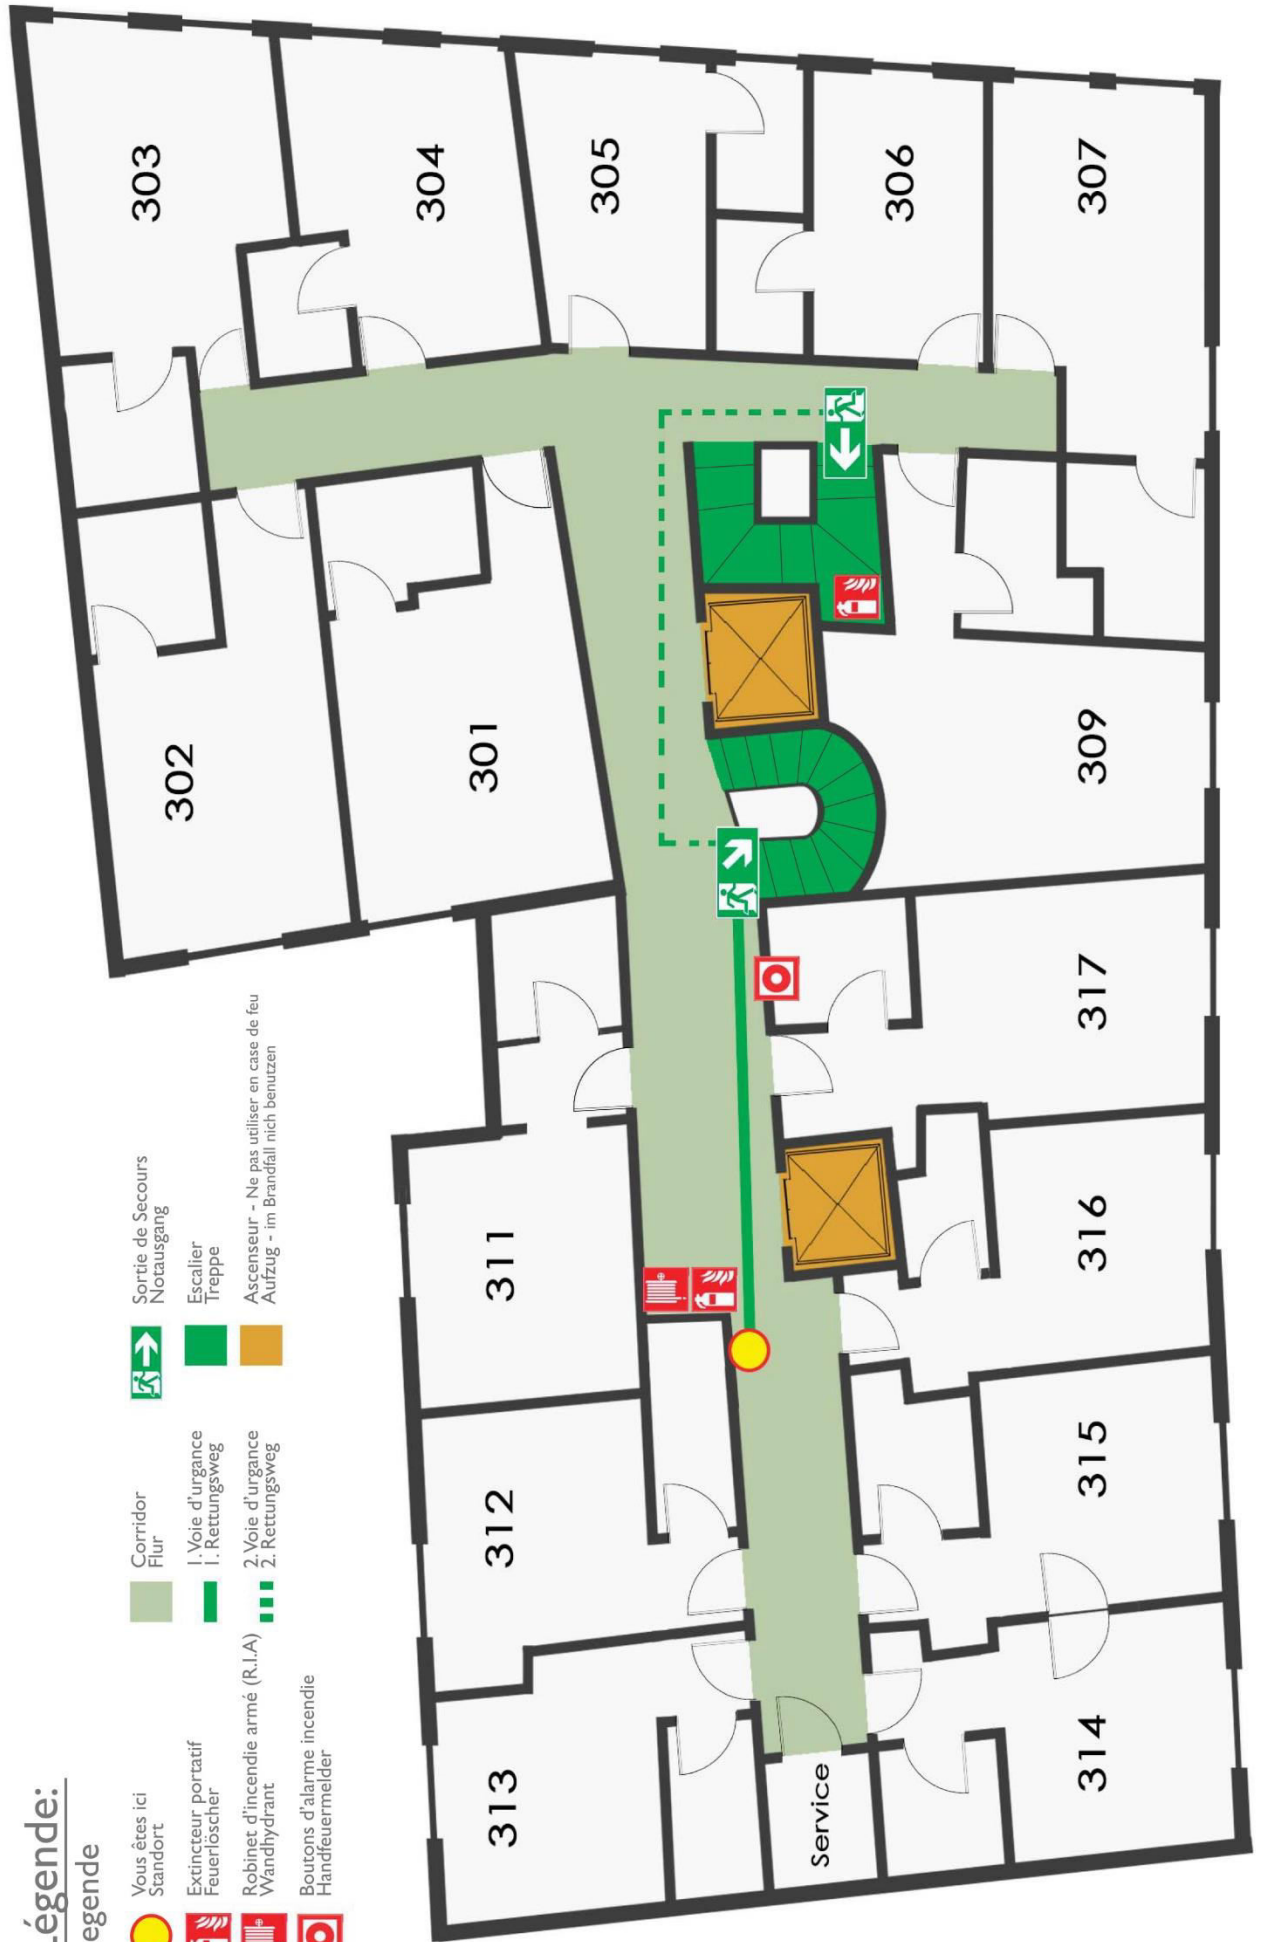 Légende:
egende
Vous êtes ici
Standort
Extincteur portatif
Feuerlöscher
Robinet d'incendie armé (R.I.A)
Wandhydrant
Boutons d'alarme incendie
Handfeuermelder
Corridor
Flur
1.Voie d'urgance
1. Rettungsweg
2.Voie d'urgance
2. Rettungsweg
Sortie de Secours
Notausgang
Escalier
Treppe
Ascenseur - Ne pas utiliser en case de feu
Aufzug - im Brandfall nich benutzen
302
303
301
304
305
306
307
313
312
311
Service
314
315
316
317
309